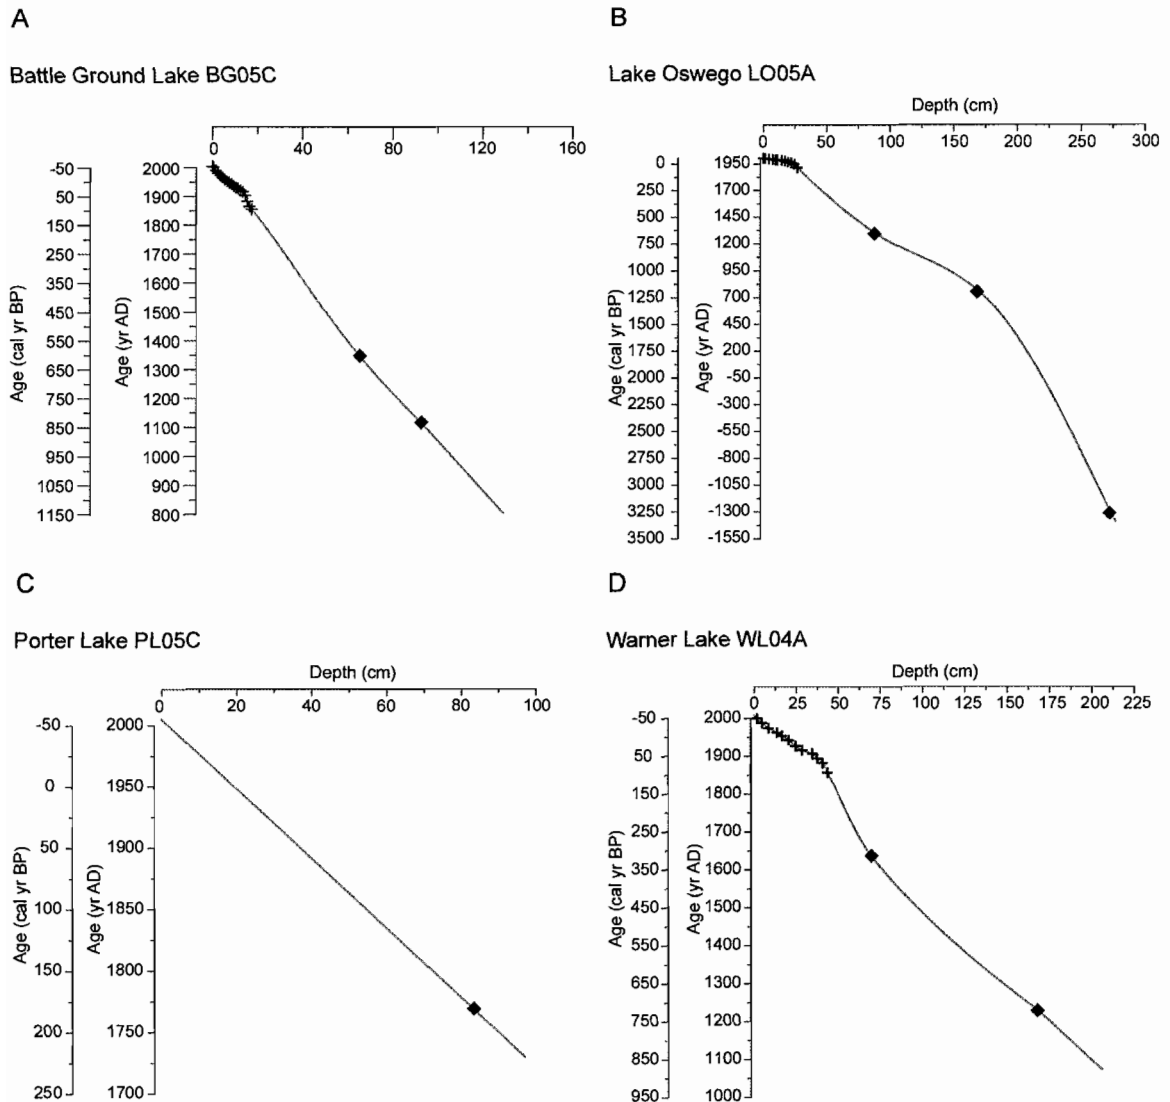 A
Battle Ground Lake BG05C
0 40 80 120 160
-50 2000
50 1900
150 1800
250 1700
350 1600
450 1500
550 1400
650 1300
750 1200
850 1100
950 1000
1050 900
1150 800
Age (cal yr BP)
Age (yr AD)
B
Lake Oswego LO05A
Depth (cm)
0 50 100 150 200 250 300
0 1950
250 1700
500 1450
750 1200
1000 950
1250 700
1500 450
1750 200
2000 -50
2250 -300
2500 -550
2750 -800
3000 -1050
3250 -1300
3500 -1550
Age (cal yr BP)
Age (yr AD)
C
Porter Lake PL05C
Depth (cm)
0 20 40 60 80 100
-50 2000
0 1950
50 1900
100 1850
150 1800
200 1750
250 1700
Age (cal yr BP)
Age (yr AD)
D
Warner Lake WL04A
Depth (cm)
0 25 50 75 100 125 150 175 200 225
-50 2000
50 1900
150 1800
250 1700
350 1600
450 1500
550 1400
650 1300
750 1200
850 1100
950 1000
Age (cal yr BP)
Age (yr AD)